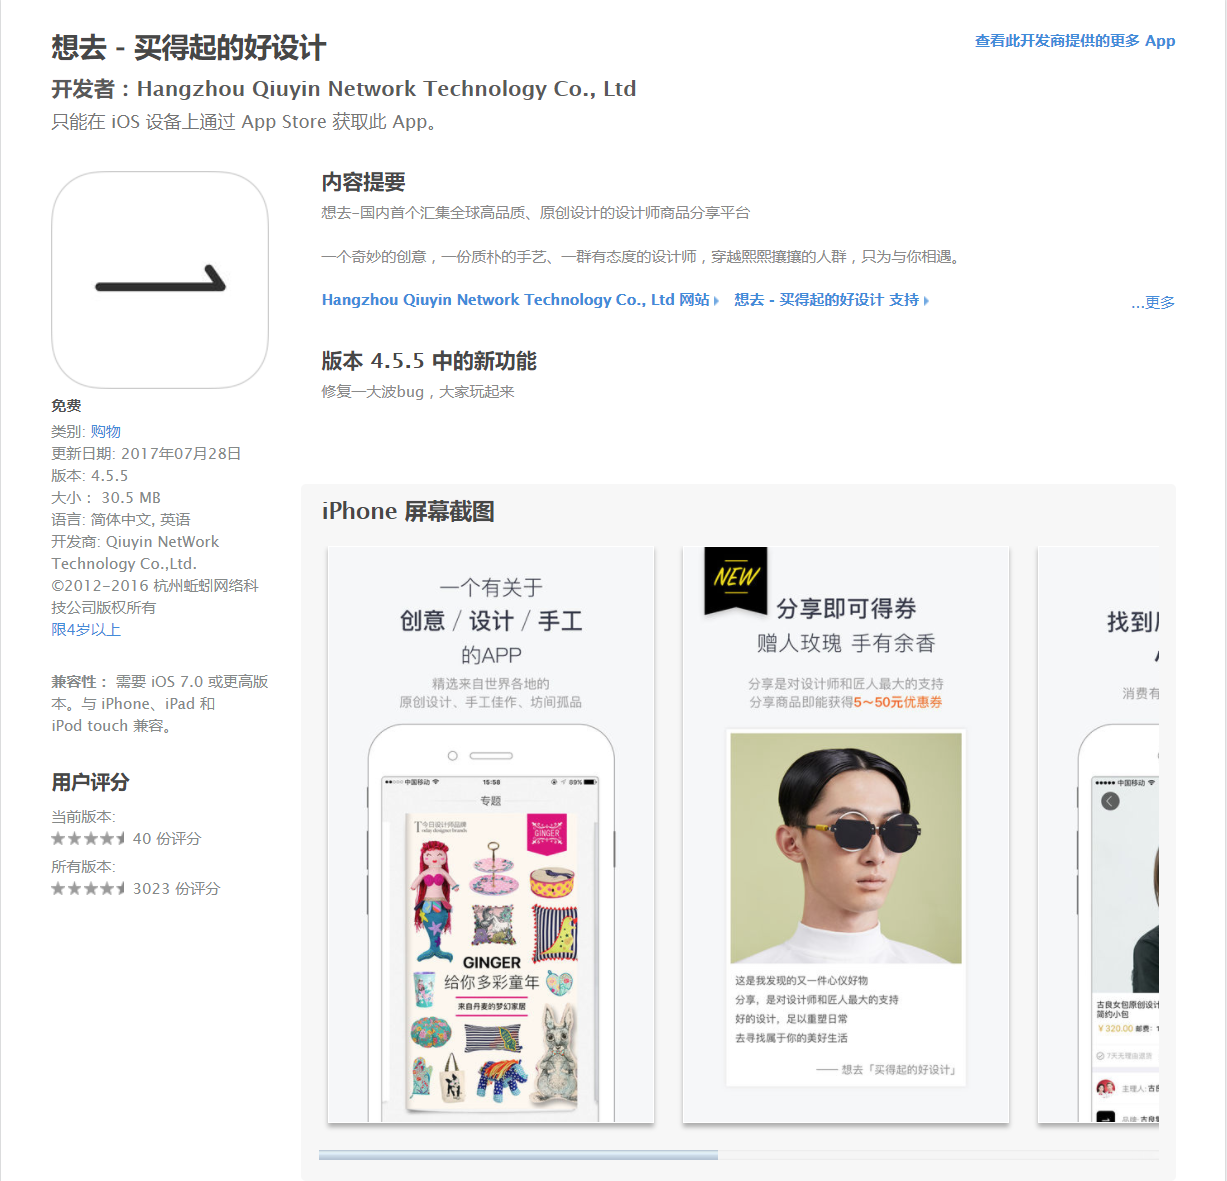 想去 - 买得起的好设计
查看此开发商提供的更多 App
开发者：Hangzhou Qiuyin Network Technology Co., Ltd
只能在 iOS 设备上通过 App Store 获取此 App。
免费
类别: 购物
更新日期: 2017年07月28日
版本: 4.5.5
大小： 30.5 MB
语言: 简体中文, 英语
开发商: Qiuyin NetWork
Technology Co.,Ltd.
©2012-2016 杭州蚯蚓网络科
技公司版权所有
限4岁以上
兼容性： 需要 iOS 7.0 或更高版
本。与 iPhone、iPad 和
iPod touch 兼容。
用户评分
当前版本:
40 份评分
所有版本:
3023 份评分
内容提要
想去-国内首个汇集全球高品质、原创设计的设计师商品分享平台
一个奇妙的创意，一份质朴的手艺、一群有态度的设计师，穿越熙熙攘攘的人群，只为与你相遇。
Hangzhou Qiuyin Network Technology Co., Ltd 网站 想去 - 买得起的好设计 支持
...更多
版本 4.5.5 中的新功能
修复一大波bug，大家玩起来
iPhone 屏幕截图
一个有关于
创意 / 设计 / 手工
的APP
精选来自世界各地的
原创设计、手工佳作、坊间孤品
中国移动 15:58 89%
专题
今日设计师品牌
Today designer brands
GINGER
GINGER
给你多彩童年
来自丹麦的梦幻家居
NEW
分享即可得券
赠人玫瑰 手有余香
分享是对设计师和匠人最大的支持
分享商品即能获得5～50元优惠券
这是我发现的又一件心仪好物
分享，是对设计师和匠人最大的支持
好的设计，足以重塑日常
去寻找属于你的美好生活
—— 想去「买得起的好设计」
找到
消费有
中国移动
古良女包原创设计
简约小包
¥ 320.00 邮费：
7天无理由退货
主理人: 古
品牌: 古良